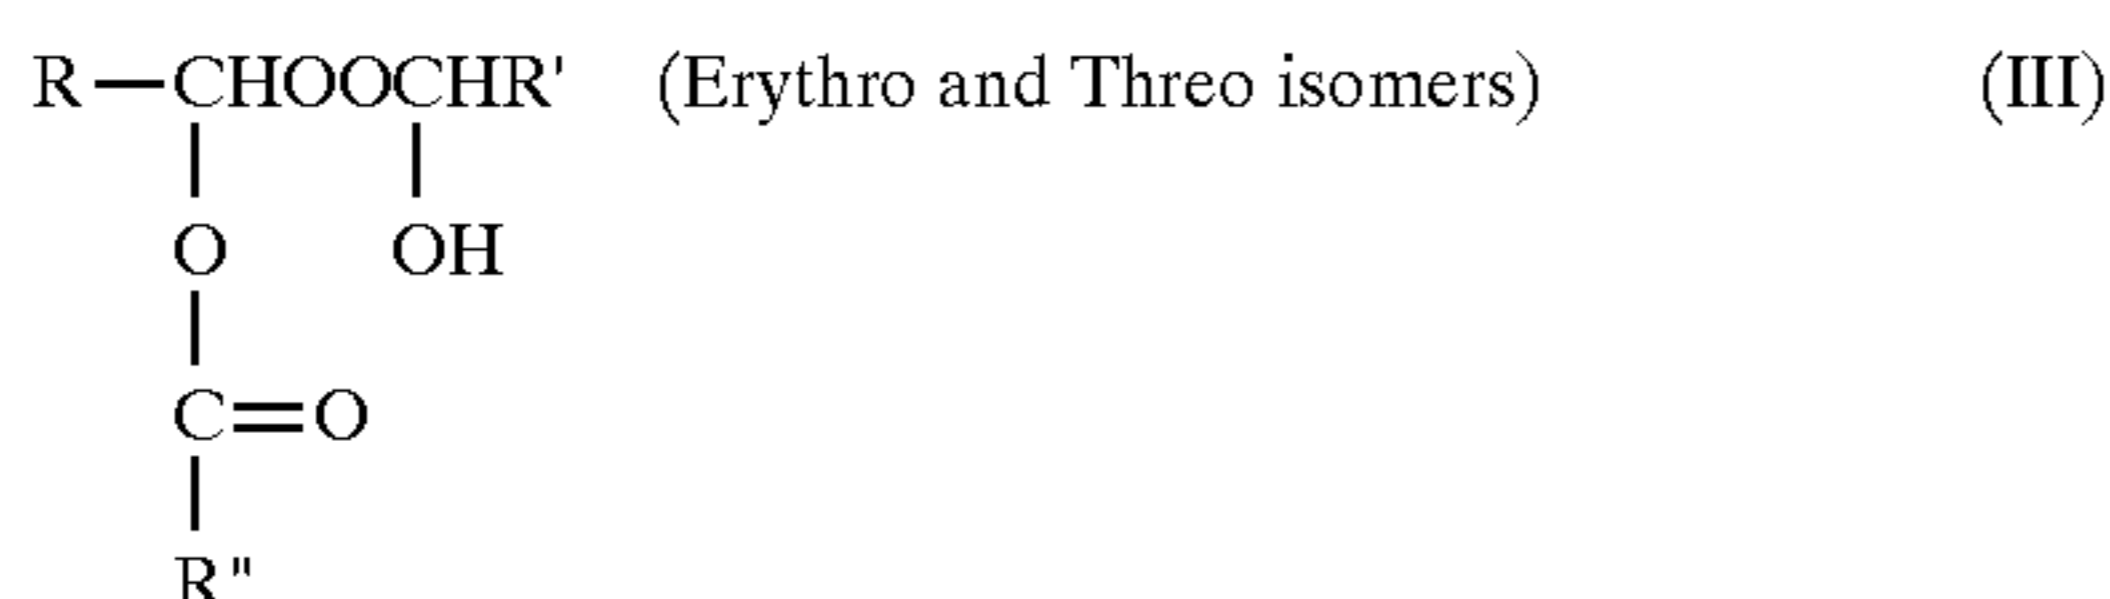 R—CHOOCHR' (Erythro and Threo isomers) (III)
O OH
C=O
R"